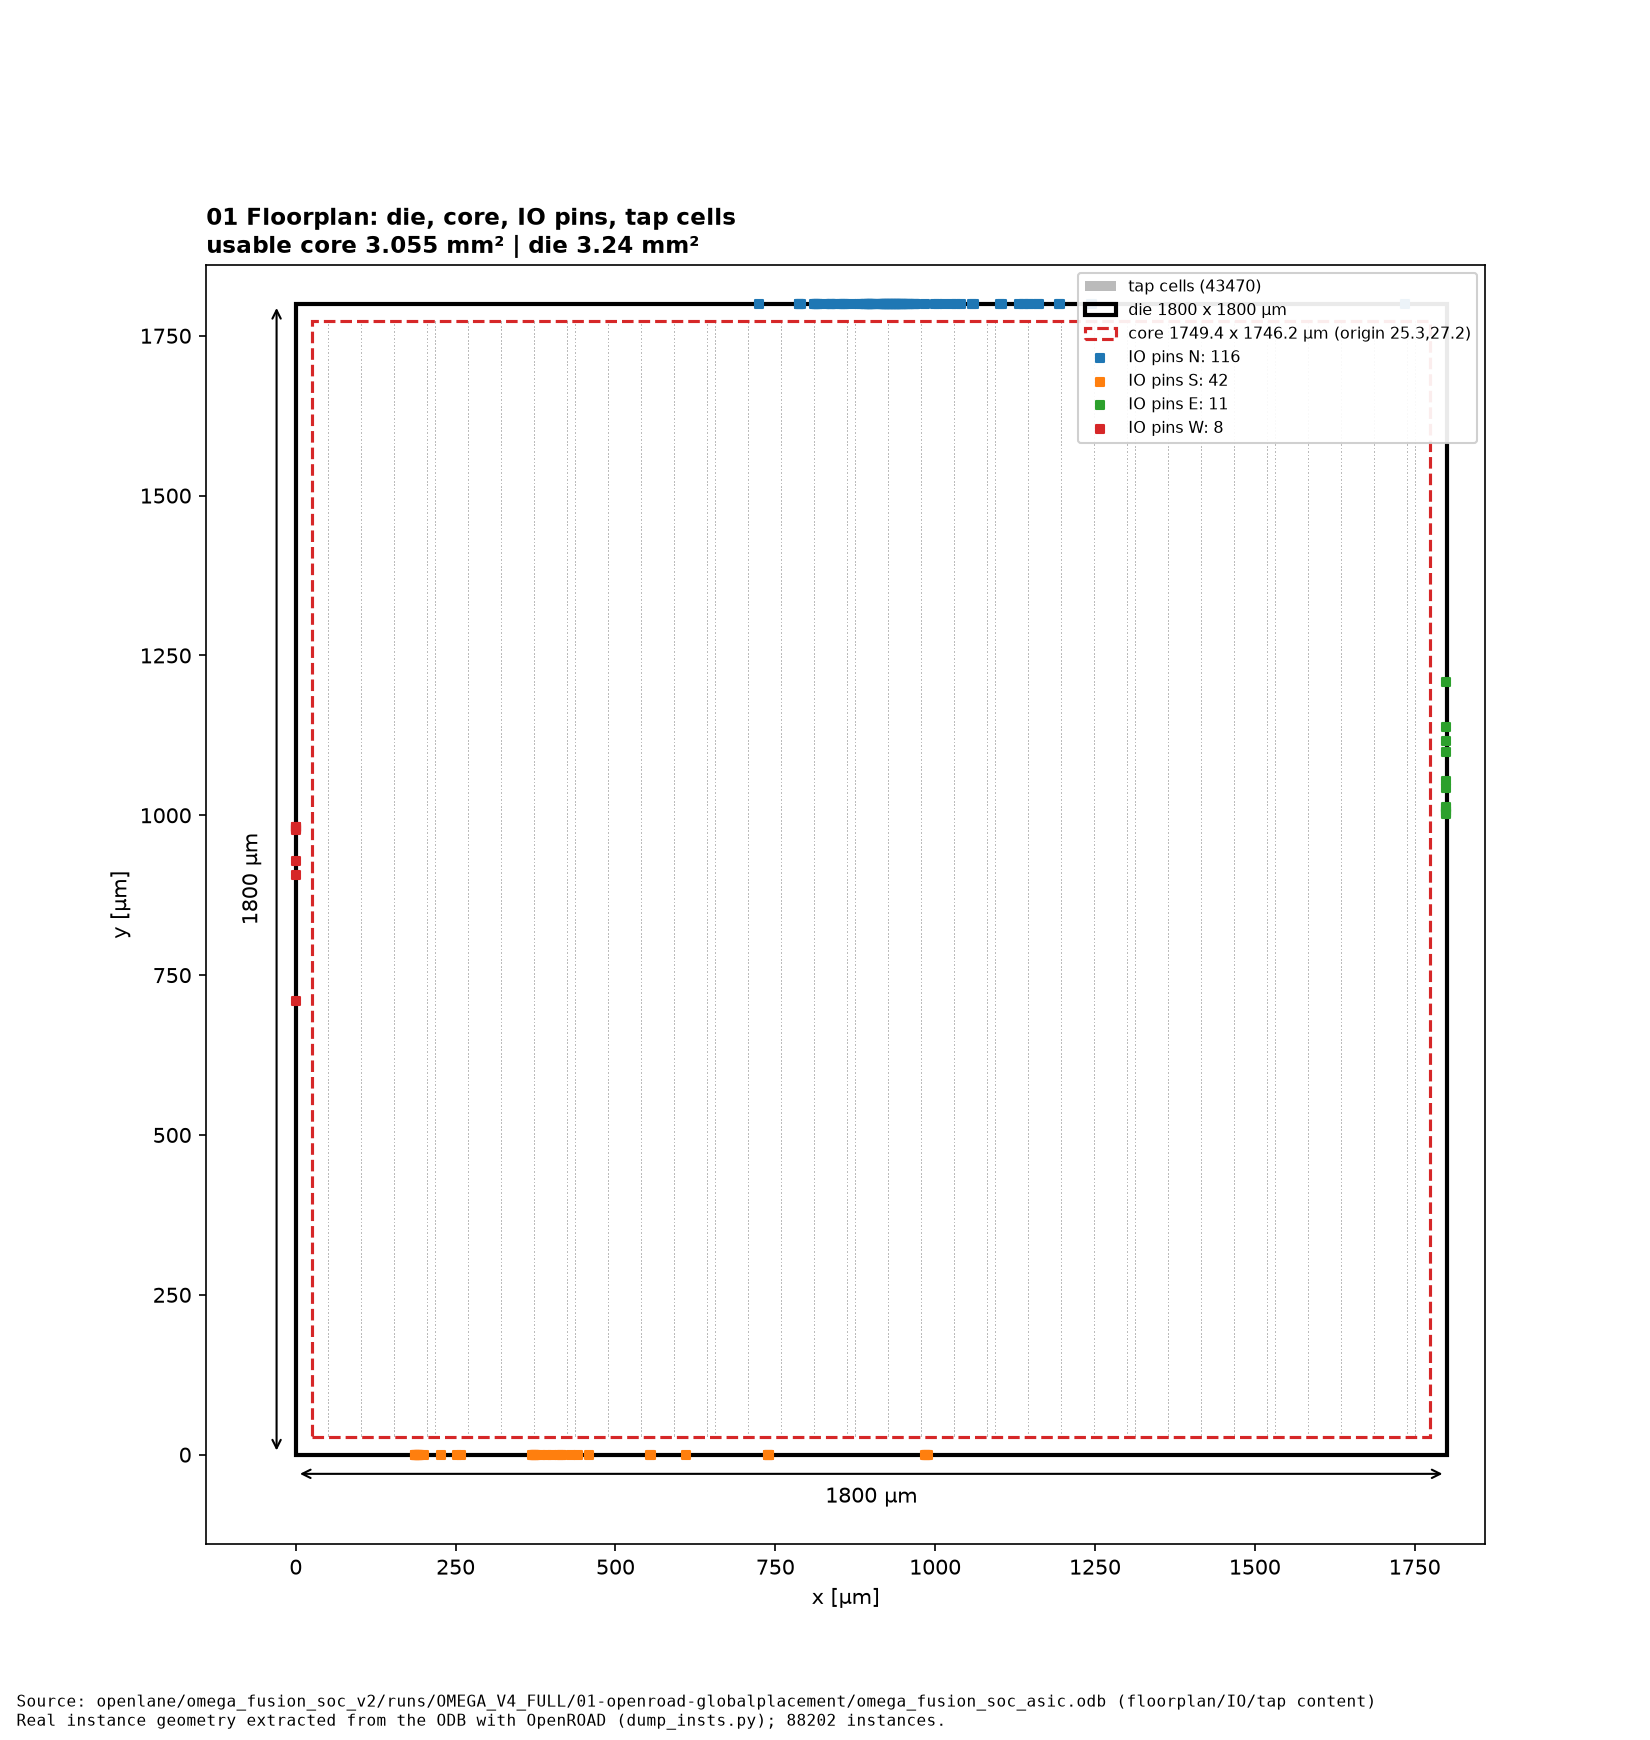 01 Floorplan: die, core, IO pins, tap cells
usable core 3.055 mm² | die 3.24 mm²
tap cells (43470)
die 1800 x 1800 µm
core 1749.4 x 1746.2 µm (origin 25.3,27.2)
IO pins N: 116
IO pins S: 42
IO pins E: 11
IO pins W: 8
1750
1500
1250
1000
750
500
250
0
y [µm]
1800 µm
1800 µm
0 250 500 750 1000 1250 1500 1750
x [µm]
Source: openlane/omega_fusion_soc_v2/runs/OMEGA_V4_FULL/01-openroad-globalplacement/omega_fusion_soc_asic.odb (floorplan/IO/tap content)
Real instance geometry extracted from the ODB with OpenROAD (dump_insts.py); 88202 instances.